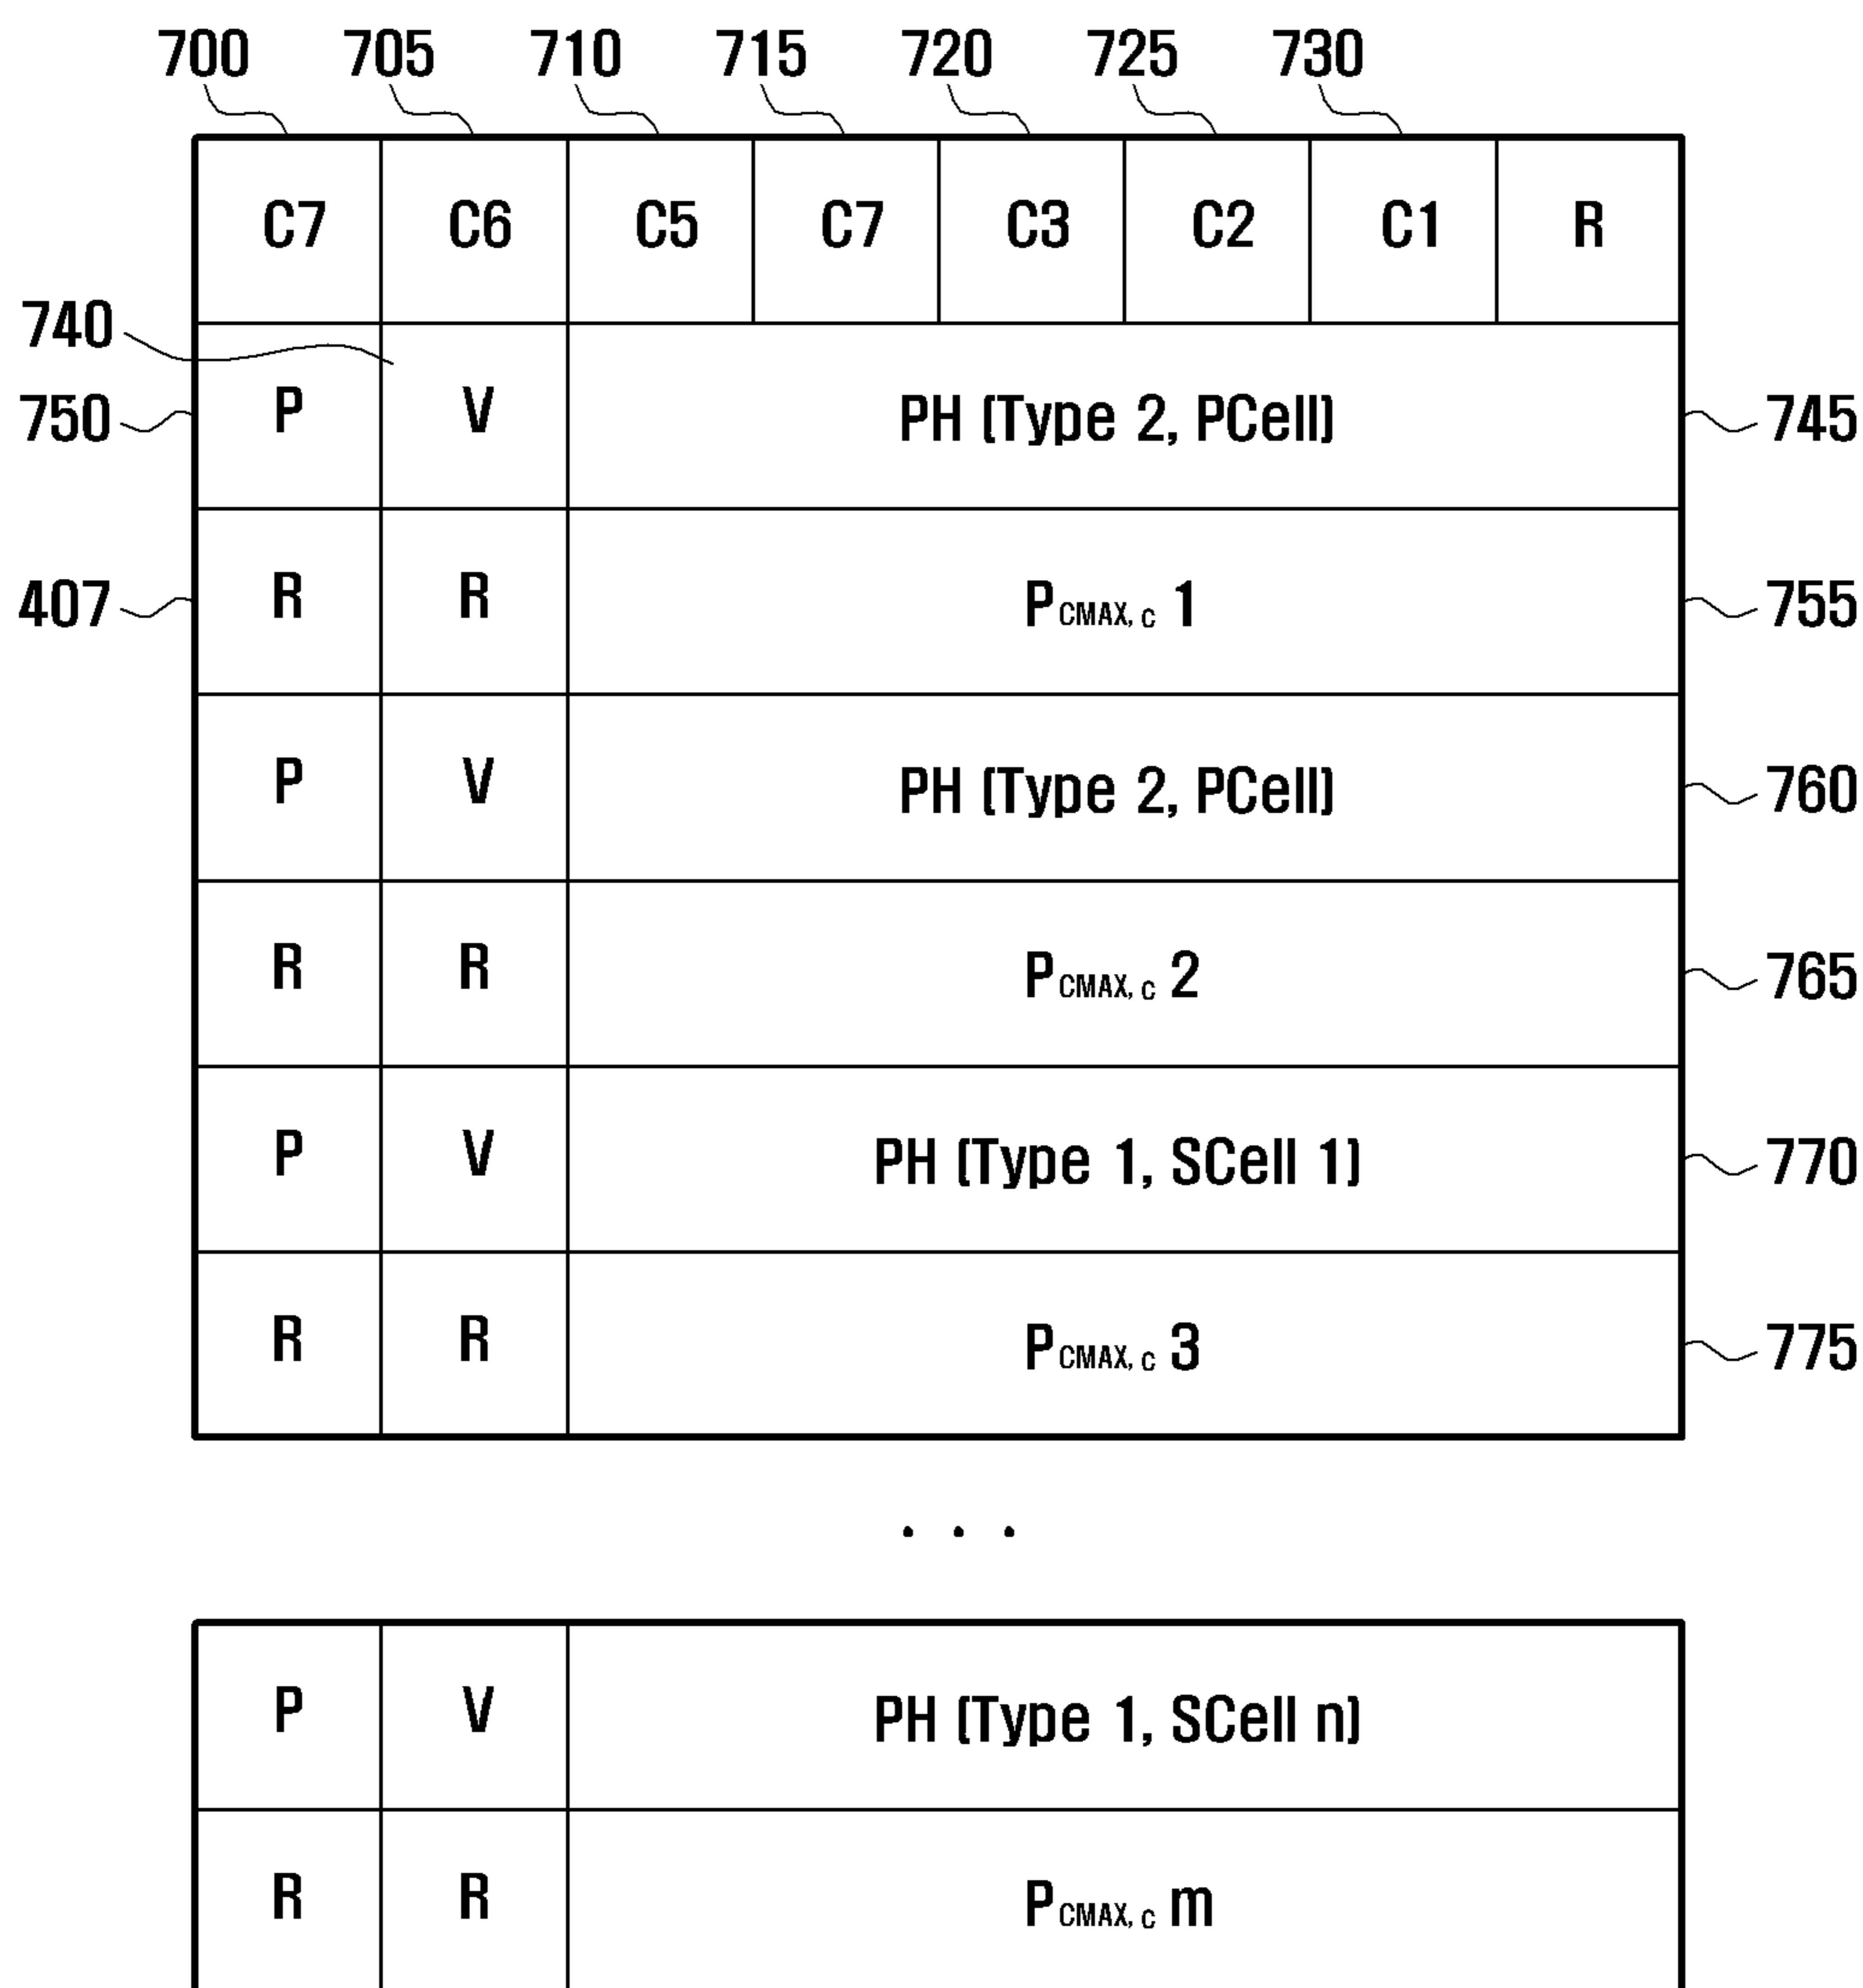 700 705 710 715 720 725 730
C7 C6 C5 C7 C3 C2 C1 R
740
750 P V PH (Type 2, PCell) 745
407 R R PCMAX, C 1 755
P V PH (Type 2, PCell) 760
R R PCMAX, C 2 765
P V PH (Type 1, SCell 1) 770
R R PCMAX, C 3 775
. . .
P V PH (Type 1, SCell n)
R R PCMAX, C m